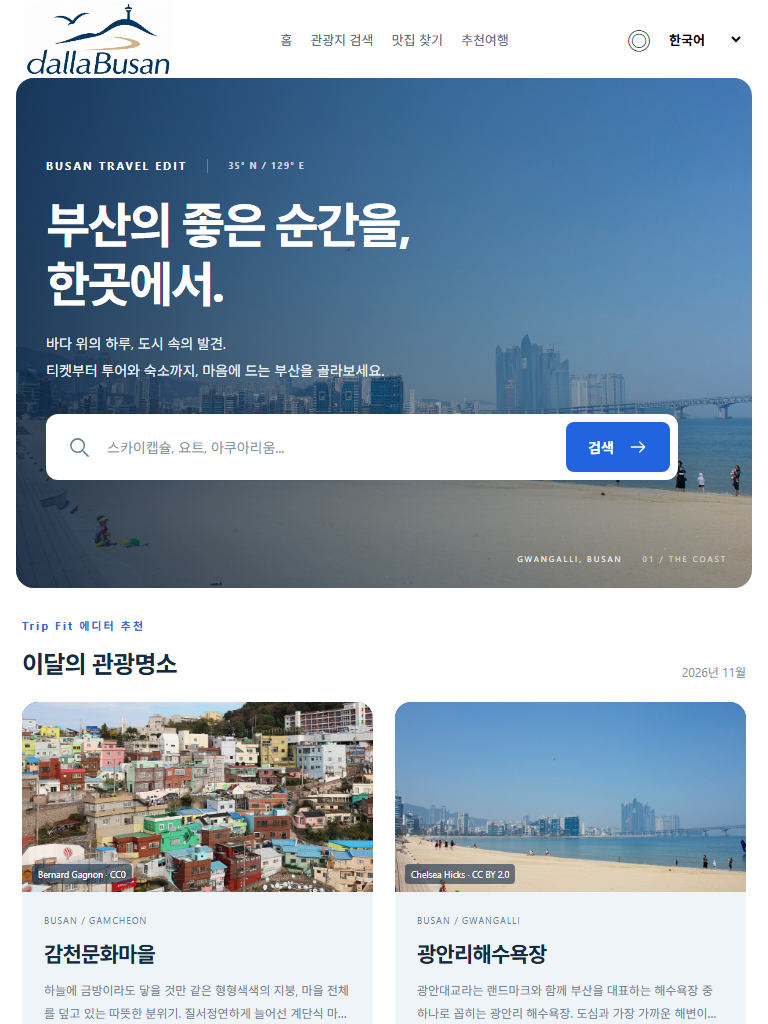 dallaBusan
홈 관광지 검색 맛집 찾기 추천여행 한국어
BUSAN TRAVEL EDIT 35° N / 129° E
부산의 좋은 순간을,
한곳에서.
바다 위의 하루, 도시 속의 발견.
티켓부터 투어와 숙소까지, 마음에 드는 부산을 골라보세요.
스카이캡슐, 요트, 아쿠아리움... 검색
GWANGALLI, BUSAN 01 / THE COAST
Trip Fit 에디터 추천
이달의 관광명소
2026년 11월
Bernard Gagnon · CC0
BUSAN / GAMCHEON
감천문화마을
하늘에 금방이라도 닿을 것만 같은 형형색색의 지붕, 마을 전체
를 덮고 있는 따뜻한 분위기. 질서정연하게 늘어선 계단식 마...
Chelsea Hicks · CC BY 2.0
BUSAN / GWANGALLI
광안리해수욕장
광안대교라는 랜드마크와 함께 부산을 대표하는 해수욕장 중
하나로 꼽히는 광안리 해수욕장. 도심과 가장 가까운 해변이...